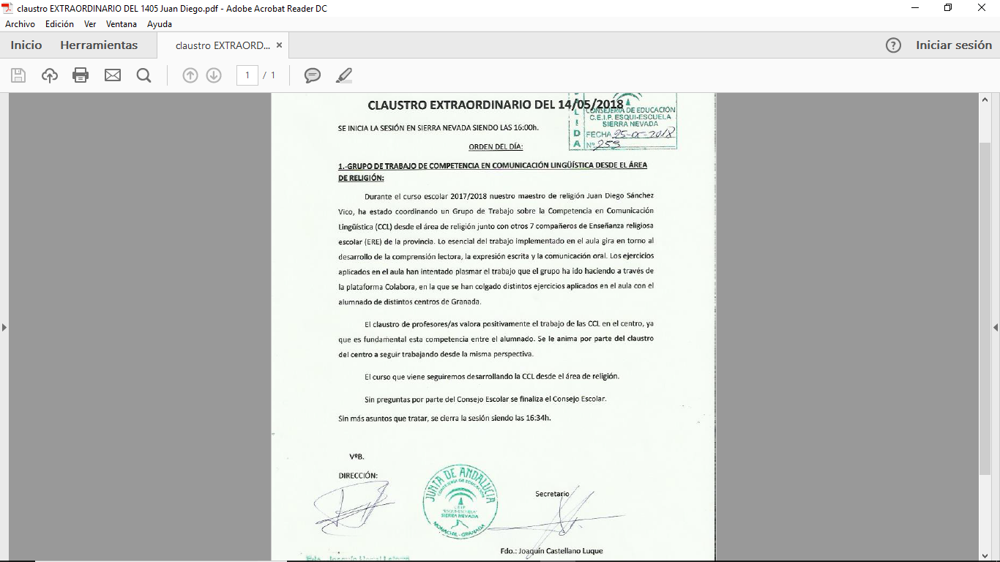 claustro EXTRAORDINARIO DEL 1405 Juan Diego.pdf - Adobe Acrobat Reader DC
Archivo Edición Ver Ventana Ayuda
Inicio Herramientas claustro EXTRAORD... × ? Iniciar sesión
1 / 1
CLAUSTRO EXTRAORDINARIO DEL 14/05/2018
CONSEJERÍA DE EDUCACIÓN
C.E.I.P. ESQUI-ESCUELA
SIERRA NEVADA
FECHA 25-05-2018
Nº 255
L
I
D
A
SE INICIA LA SESIÓN EN SIERRA NEVADA SIENDO LAS 16:00h.
ORDEN DEL DÍA:
1.-GRUPO DE TRABAJO DE COMPETENCIA EN COMUNICACIÓN LINGÜÍSTICA DESDE EL ÁREA
DE RELIGIÓN:
Durante el curso escolar 2017/2018 nuestro maestro de religión Juan Diego Sánchez
Vico, ha estado coordinando un Grupo de Trabajo sobre la Competencia en Comunicación
Lingüística (CCL) desde el área de religión junto con otros 7 compañeros de Enseñanza religiosa
escolar (ERE) de la provincia. Lo esencial del trabajo implementado en el aula gira en torno al
desarrollo de la comprensión lectora, la expresión escrita y la comunicación oral. Los ejercicios
aplicados en el aula han intentado plasmar el trabajo que el grupo ha ido haciendo a través de
la plataforma Colabora, en la que se han colgado distintos ejercicios aplicados en el aula con el
alumnado de distintos centros de Granada.
El claustro de profesores/as valora positivamente el trabajo de las CCL en el centro, ya
que es fundamental esta competencia entre el alumnado. Se le anima por parte del claustro
del centro a seguir trabajando desde la misma perspectiva.
El curso que viene seguiremos desarrollando la CCL desde el área de religión.
Sin preguntas por parte del Consejo Escolar se finaliza el Consejo Escolar.
Sin más asuntos que tratar, se cierra la sesión siendo las 16:34h.
VºB.
DIRECCIÓN:
JUNTA DE ANDALUCIA
CONSEJERIA DE EDUCACION
C.E.I.P.
"ESQUI-ESCUELA"
SIERRA NEVADA
MONACHIL - GRANADA
Secretario
Fdo.: Joaquín Castellano Luque